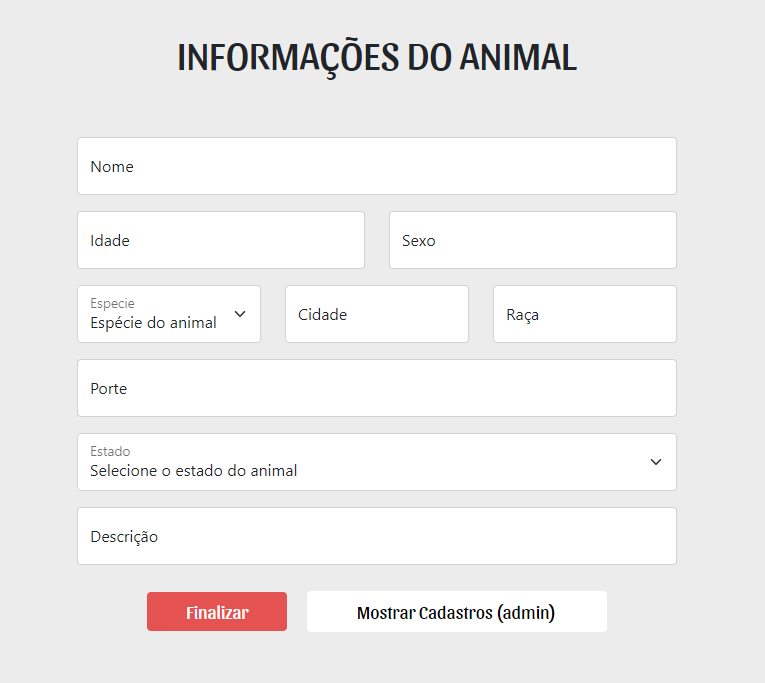 INFORMAÇÕES DO ANIMAL
Nome
Idade
Sexo
Especie
Espécie do animal
Cidade
Raça
Porte
Estado
Selecione o estado do animal
Descrição
Finalizar
Mostrar Cadastros (admin)